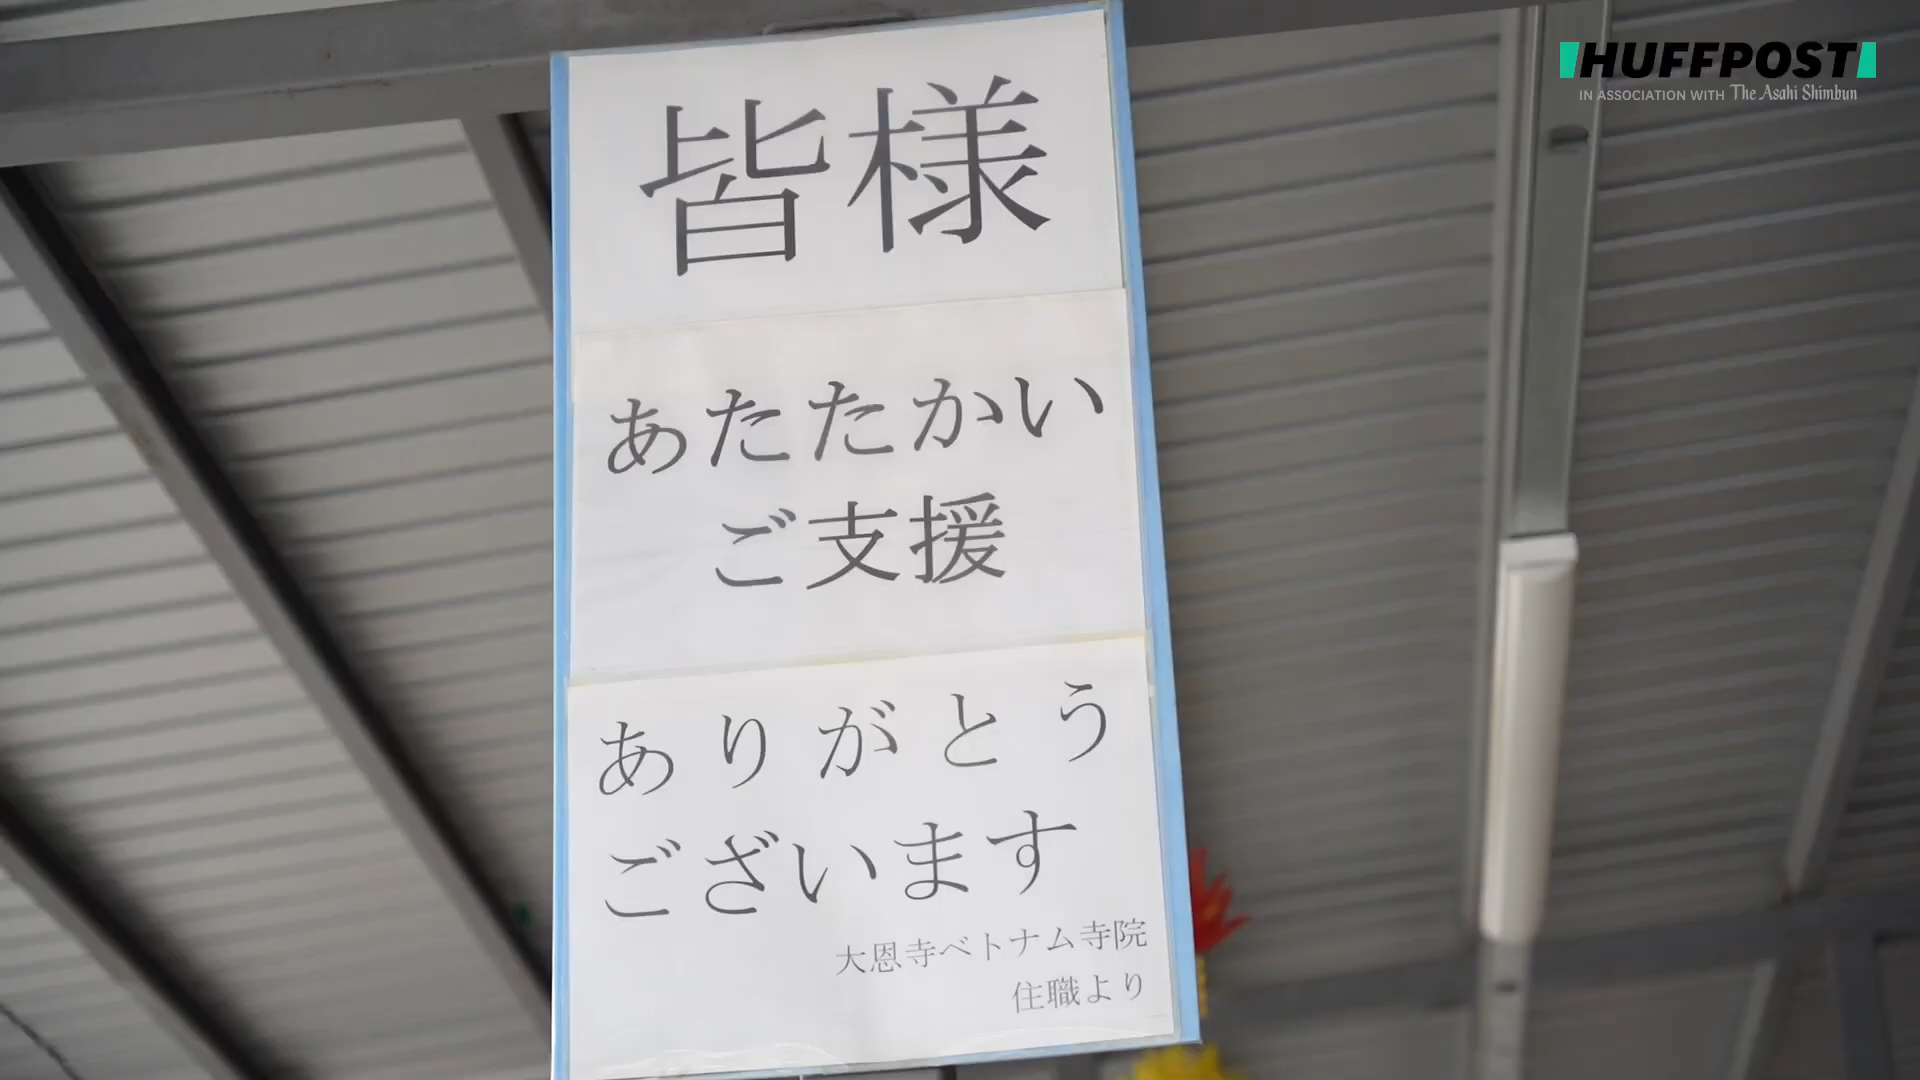 皆様
あたたかい
ご支援
ありがとう
ございます
大恩寺ベトナム寺院
住職より
HUFFPOST
IN ASSOCIATION WITH The Asahi Shimbun